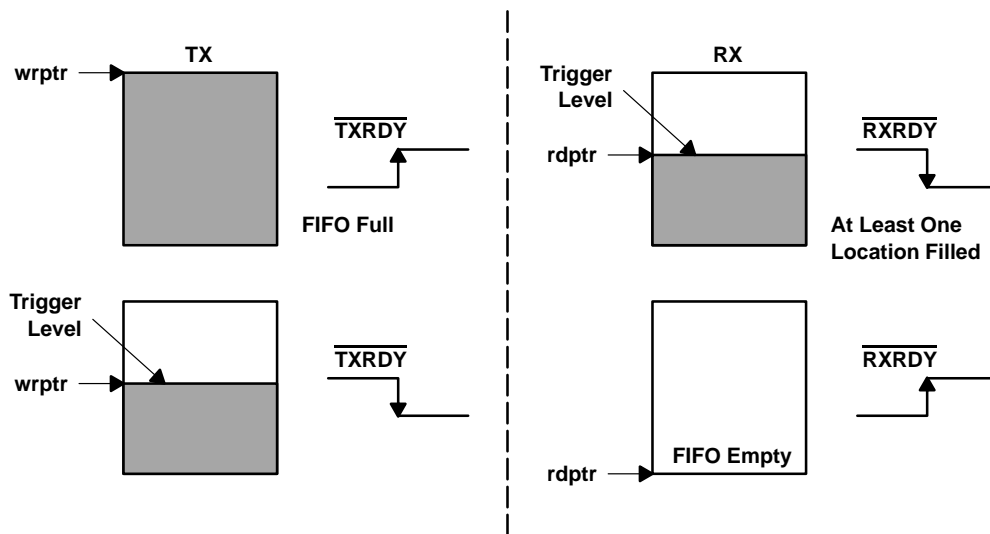 TX
wrptr
TXRDY
FIFO Full
Trigger
Level
wrptr
TXRDY
RX
Trigger
Level
rdptr
RXRDY
At Least One
Location Filled
RXRDY
FIFO Empty
rdptr